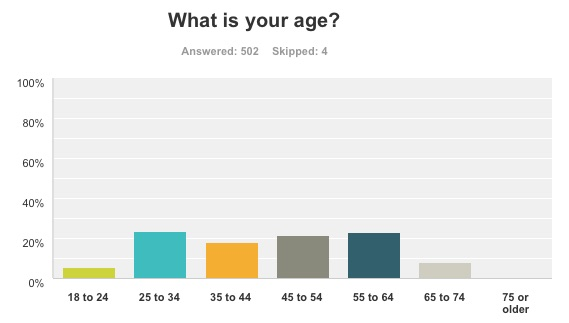 What is your age?
Answered: 502 Skipped: 4
100%
80%
60%
40%
20%
0%
18 to 24 25 to 34 35 to 44 45 to 54 55 to 64 65 to 74 75 or
older